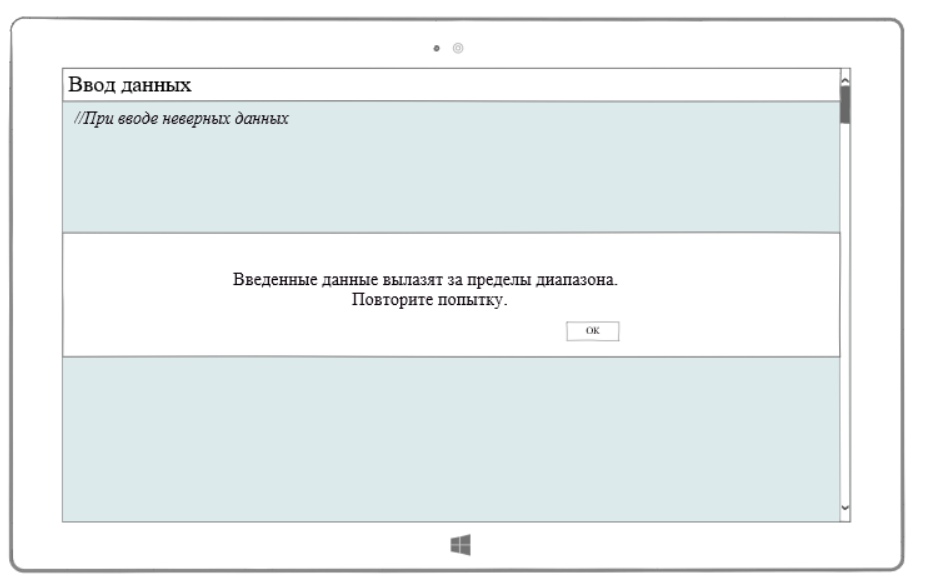 Ввод данных
//При вводе неверных данных
Введенные данные вылазят за пределы диапазона.
Повторите попытку.
OK